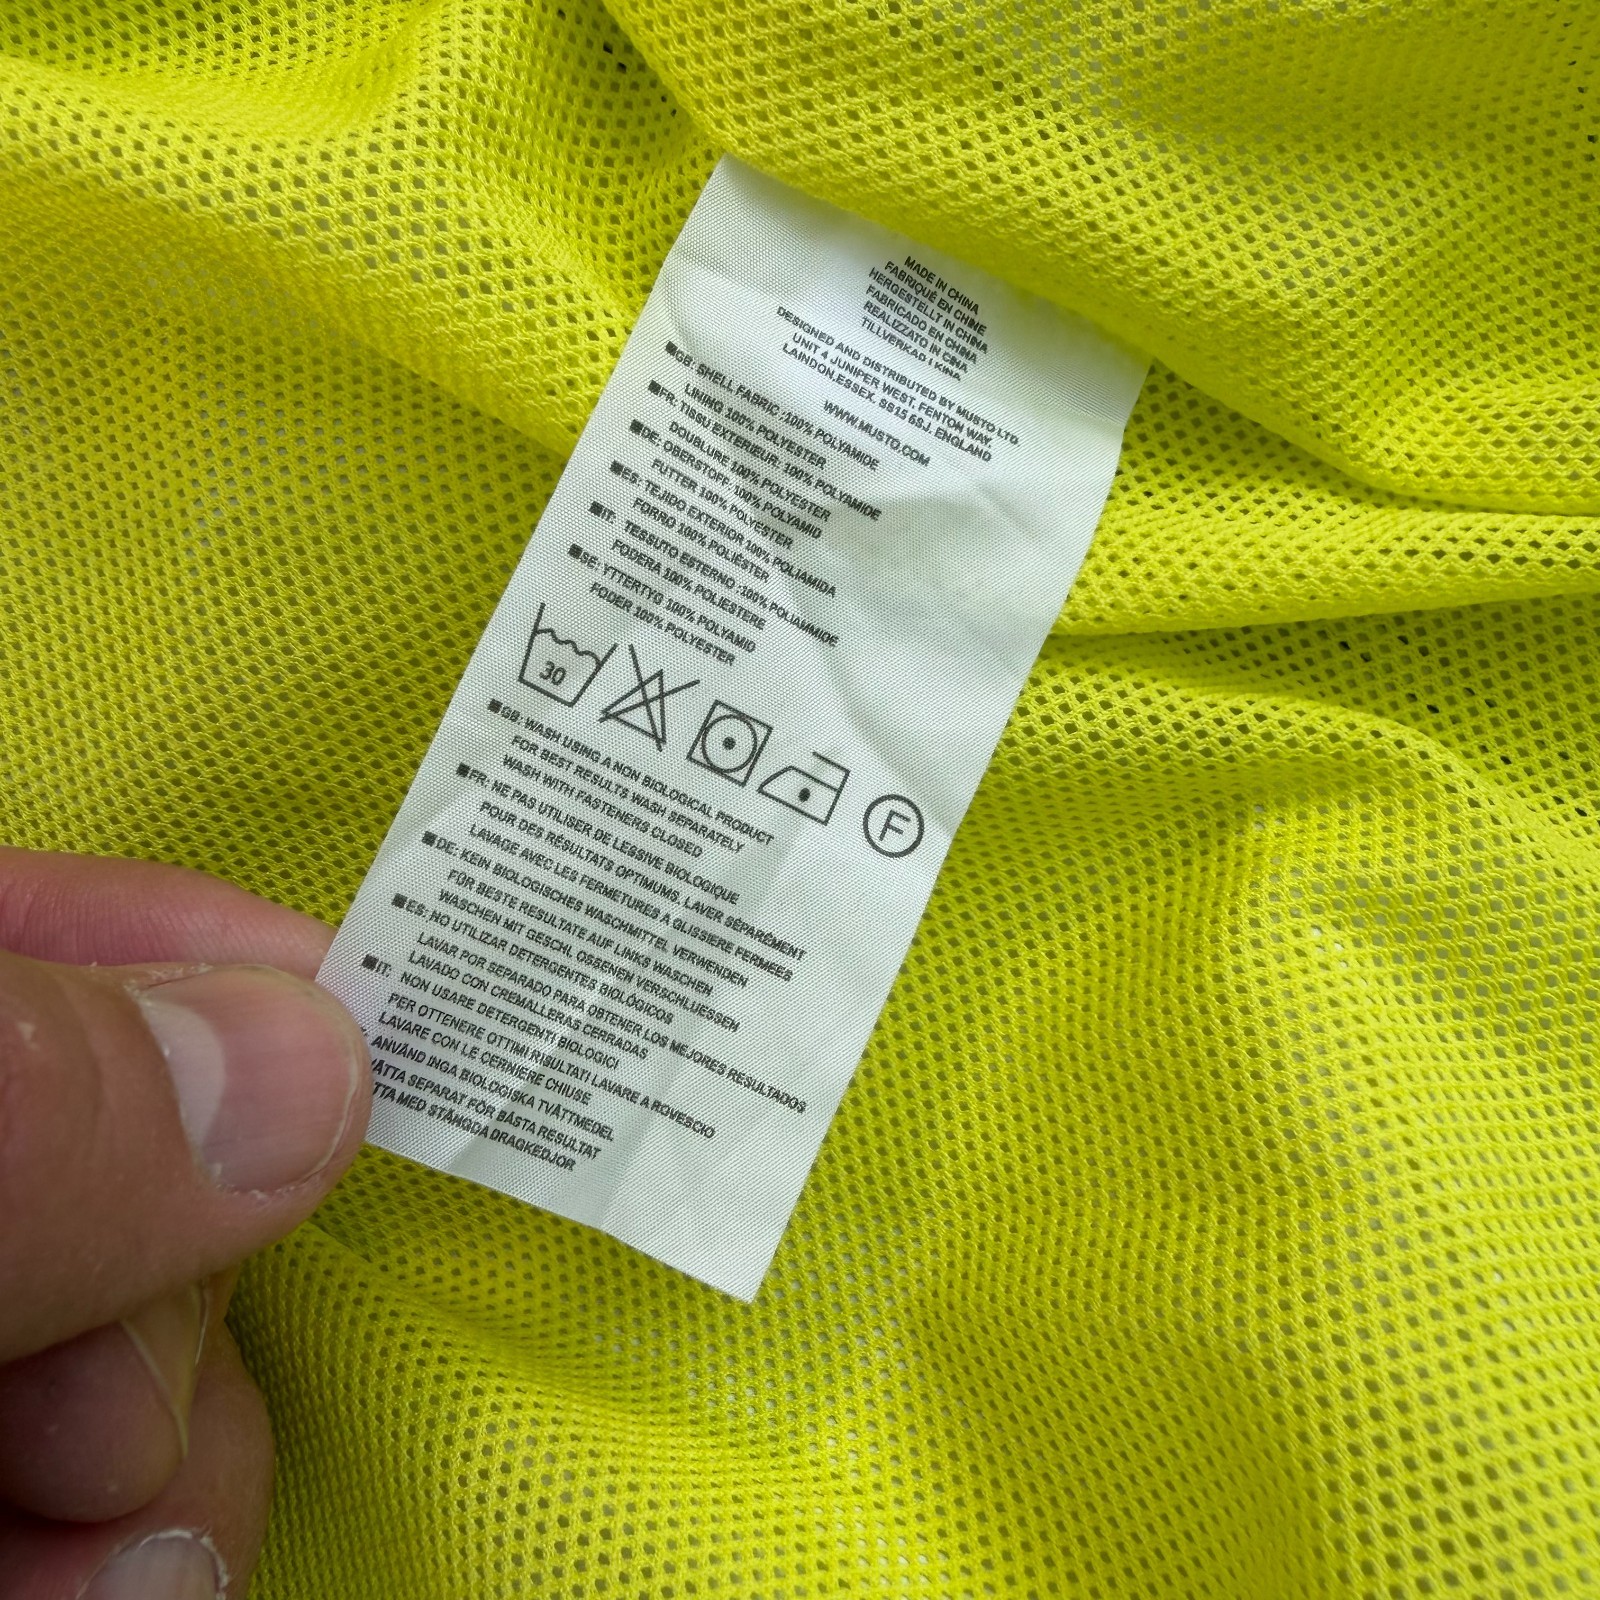 MADE IN CHINA
FABRIQUÉ EN CHINE
HERGESTELLT IN CHINA
FABRICADO EN CHINA
REALIZZATO IN CINA
TILLVERKAD I KINA
DESIGNED AND DISTRIBUTED BY MUSTO LTD.
UNIT 4 JUNIPER WEST, FENTON WAY,
LAINDON,ESSEX, SS15 6SJ, ENGLAND
WWW.MUSTO.COM
■GB: SHELL FABRIC :100% POLYAMIDE
LINING 100% POLYESTER
■FR: TISSU EXTERIEUR: 100% POLYAMIDE
DOUBLURE 100% POLYESTER
■DE: OBERSTOFF, 100% POLYAMID
FUTTER 100% POLYESTER
■ES: TEJIDO EXTERIOR 100% POLIAMIDA
FORRO 100% POLIÉSTER
■IT: TESSUTO ESTERNO :100% POLIAMMIDE
FODERA 100% POLIESTERE
■SE: YTTERTYG 100% POLYAMID
FODER 100% POLYESTER
30
F
■GB: WASH USING A NON BIOLOGICAL PRODUCT
FOR BEST RESULTS WASH SEPARATELY
WASH WITH FASTENERS CLOSED
■FR: NE PAS UTILISER DE LESSIVE BIOLOGIQUE
POUR DES RÉSULTATS OPTIMUMS, LAVER SÉPARÉMENT
LAVAGE AVEC LES FERMETURES A GLISSIERE FERMEES
■DE: KEIN BIOLOGISCHES WASCHMITTEL VERWENDEN
FÜR BESTE RESULTATE AUF LINKS WASCHEN
WASCHEN MIT GESCHL OSSENEN VERSCHLUESSEN
■ES: NO UTILIZAR DETERGENTES BIOLÓGICOS
LAVAR POR SEPARADO PARA OBTENER LOS MEJORES RESULTADOS
LAVADO CON CREMALLERAS CERRADAS
■IT: NON USARE DETERGENTI BIOLOGICI
PER OTTENERE OTTIMI RISULTATI LAVARE A ROVESCIO
LAVARE CON LE CERNIERE CHIUSE
ANVÄND INGA BIOLOGISKA TVÄTTMEDEL
SEPARAT FÖR BÄSTA RESULTAT
MED STÄNGDA DRAGKEDJOR